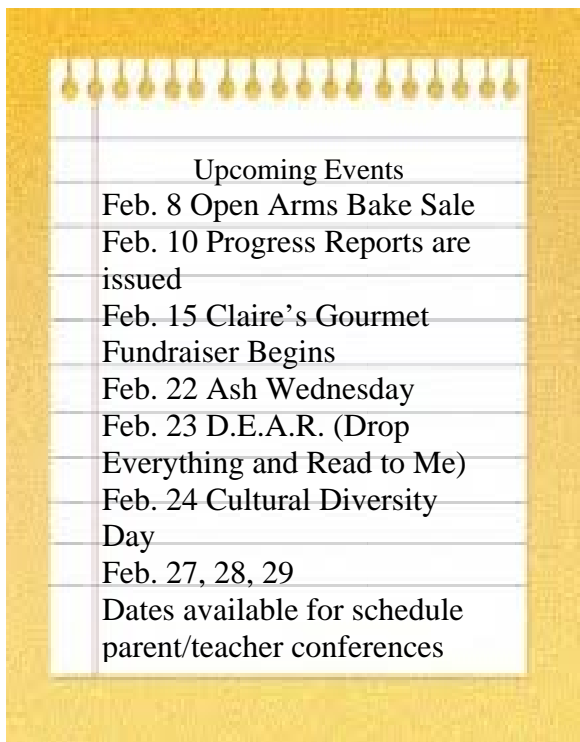 Upcoming Events
Feb. 8 Open Arms Bake Sale
Feb. 10 Progress Reports are
issued
Feb. 15 Claire's Gourmet
Fundraiser Begins
Feb. 22 Ash Wednesday
Feb. 23 D.E.A.R. (Drop
Everything and Read to Me)
Feb. 24 Cultural Diversity
Day
Feb. 27, 28, 29
Dates available for schedule
parent/teacher conferences